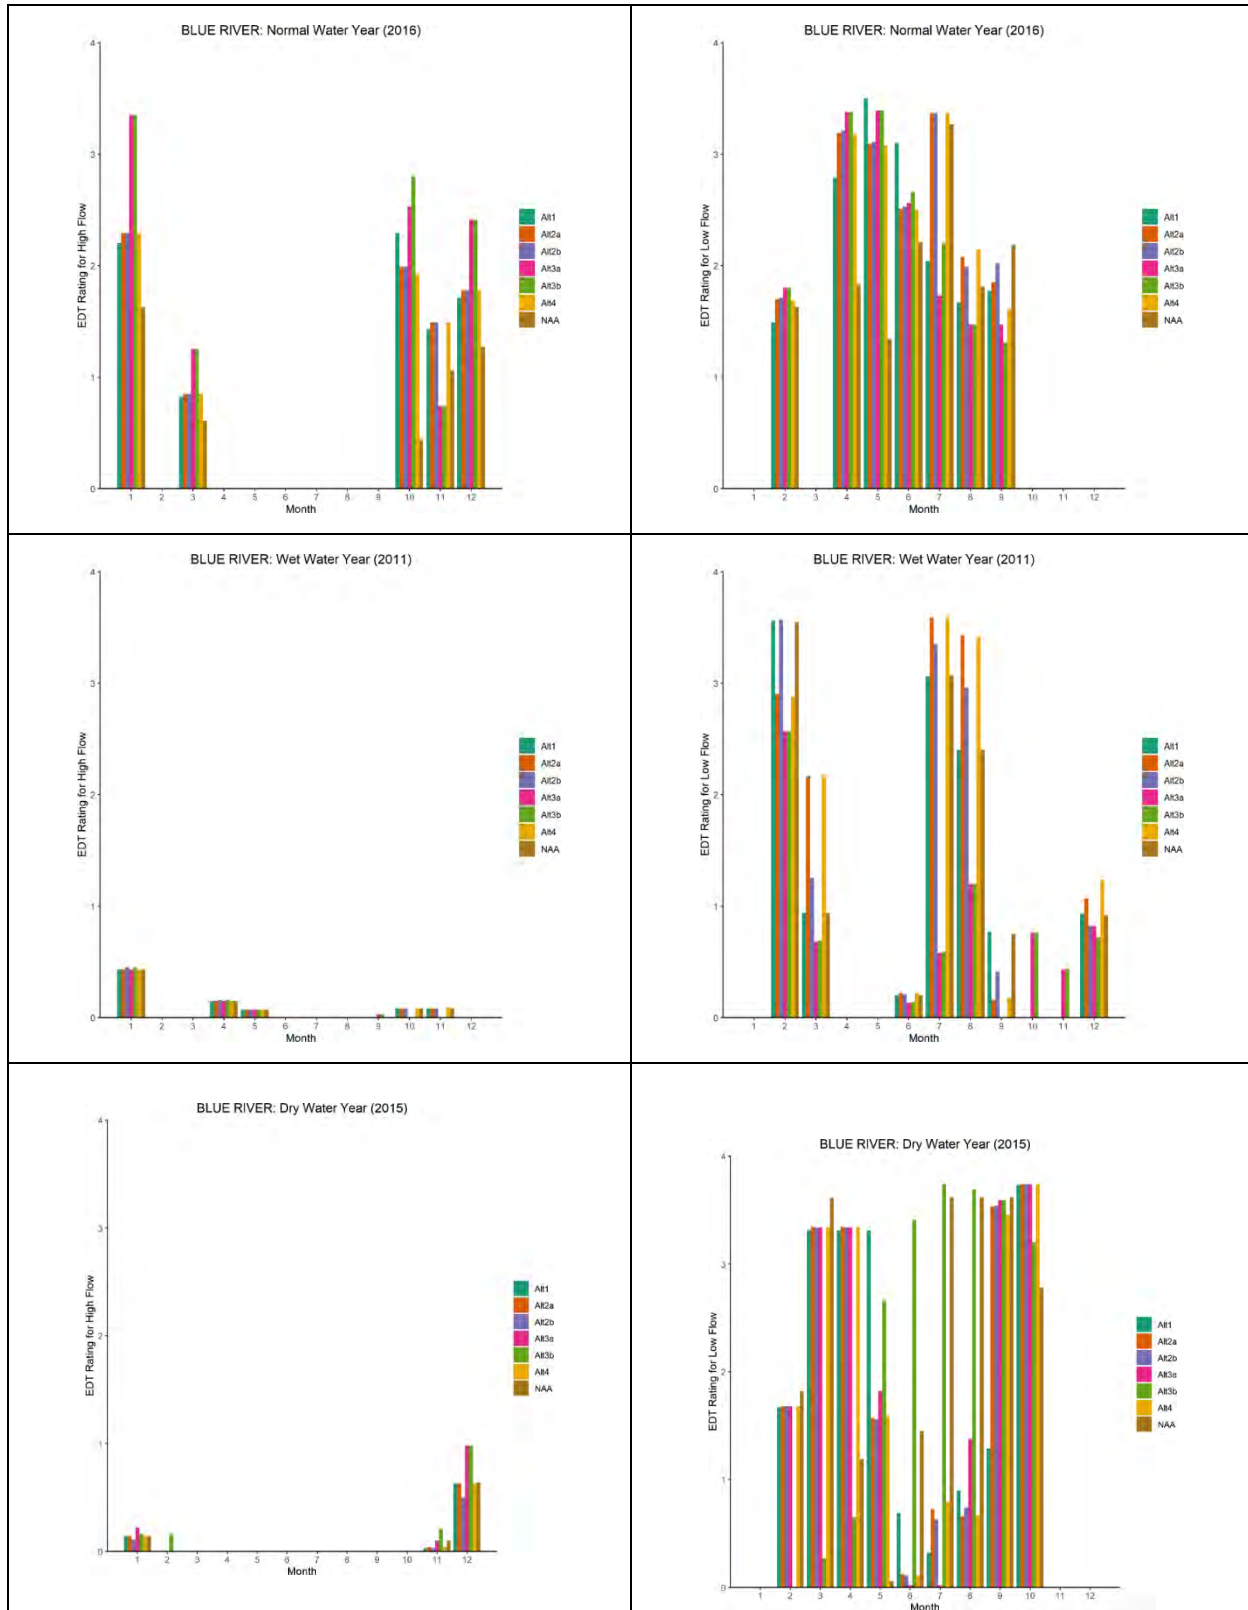 BLUE RIVER: Normal Water Year (2016)
4
3
2
1
0
EDT Rating for High Flow
1 2 3 4 5 6 7 8 9 10 11 12
Month
Alt1
Alt2a
Alt2b
Alt3a
Alt3b
Alt4
NAA
BLUE RIVER: Normal Water Year (2016)
4
3
2
1
0
EDT Rating for Low Flow
1 2 3 4 5 6 7 8 9 10 11 12
Month
Alt1
Alt2a
Alt2b
Alt3a
Alt3b
Alt4
NAA
BLUE RIVER: Wet Water Year (2011)
4
3
2
1
0
EDT Rating for High Flow
1 2 3 4 5 6 7 8 9 10 11 12
Month
Alt1
Alt2a
Alt2b
Alt3a
Alt3b
Alt4
NAA
BLUE RIVER: Wet Water Year (2011)
4
3
2
1
0
EDT Rating for Low Flow
1 2 3 4 5 6 7 8 9 10 11 12
Month
Alt1
Alt2a
Alt2b
Alt3a
Alt3b
Alt4
NAA
BLUE RIVER: Dry Water Year (2015)
4
3
2
1
0
EDT Rating for High Flow
1 2 3 4 5 6 7 8 9 10 11 12
Month
Alt1
Alt2a
Alt2b
Alt3a
Alt3b
Alt4
NAA
BLUE RIVER: Dry Water Year (2015)
4
3
2
1
0
EDT Rating for Low Flow
1 2 3 4 5 6 7 8 9 10 11 12
Month
Alt1
Alt2a
Alt2b
Alt3a
Alt3b
Alt4
NAA